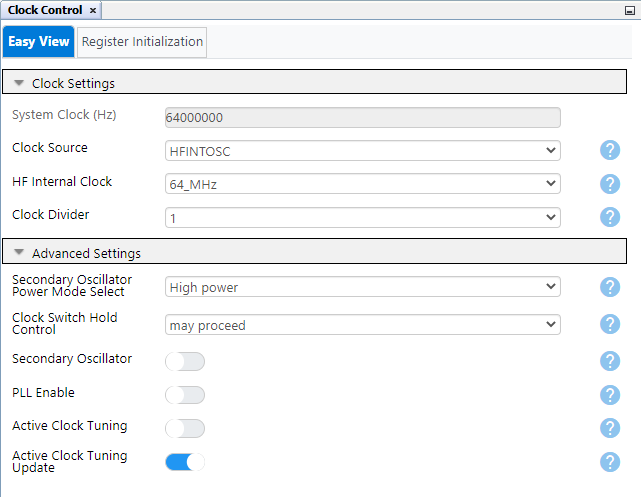 Clock Control ×
Easy View
Register Initialization
Clock Settings
System Clock (Hz)
64000000
Clock Source
HFINTOSC
?
HF Internal Clock
64_MHz
?
Clock Divider
1
?
Advanced Settings
Secondary Oscillator
Power Mode Select
High power
?
Clock Switch Hold
Control
may proceed
?
Secondary Oscillator
?
PLL Enable
?
Active Clock Tuning
?
Active Clock Tuning
Update
?